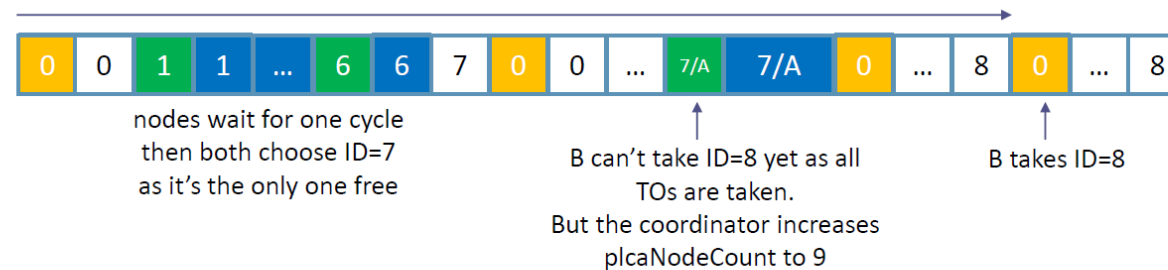 0 0 1 1 ... 6 6 7 0 0 ... 7/A 7/A 0 ... 8 0 ... 8
nodes wait for one cycle
then both choose ID=7
as it's the only one free
B can't take ID=8 yet as all
TOs are taken.
But the coordinator increases
plcaNodeCount to 9
B takes ID=8